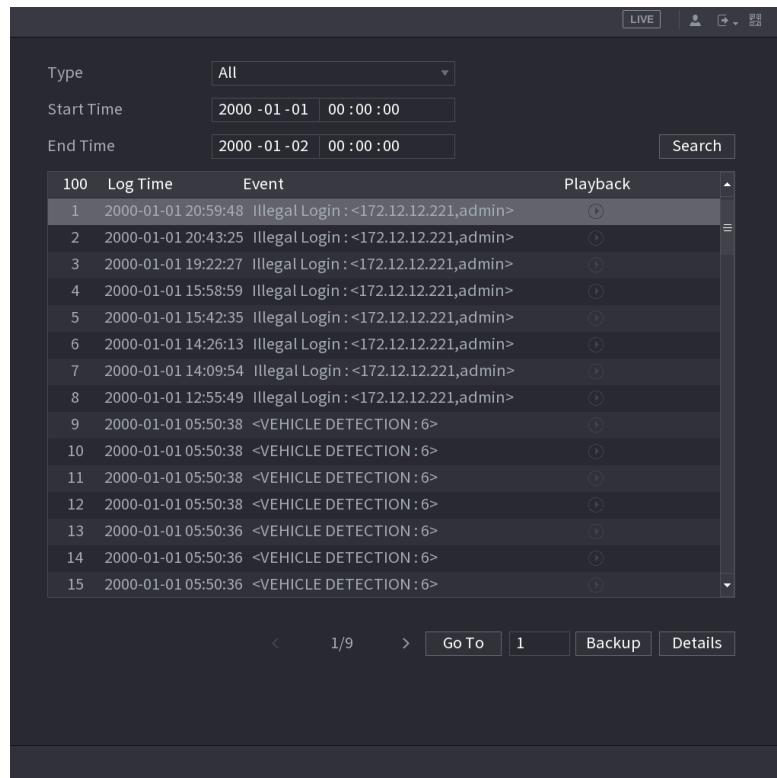 LIVE
Type All
Start Time 2000 -01 -01 00 : 00 : 00
End Time 2000 -01 -02 00 : 00 : 00 Search
100 Log Time Event Playback
1 2000-01-01 20:59:48 Illegal Login : <172.12.12.221,admin>
2 2000-01-01 20:43:25 Illegal Login : <172.12.12.221,admin>
3 2000-01-01 19:22:27 Illegal Login : <172.12.12.221,admin>
4 2000-01-01 15:58:59 Illegal Login : <172.12.12.221,admin>
5 2000-01-01 15:42:35 Illegal Login : <172.12.12.221,admin>
6 2000-01-01 14:26:13 Illegal Login : <172.12.12.221,admin>
7 2000-01-01 14:09:54 Illegal Login : <172.12.12.221,admin>
8 2000-01-01 12:55:49 Illegal Login : <172.12.12.221,admin>
9 2000-01-01 05:50:38 <VEHICLE DETECTION : 6>
10 2000-01-01 05:50:38 <VEHICLE DETECTION : 6>
11 2000-01-01 05:50:38 <VEHICLE DETECTION : 6>
12 2000-01-01 05:50:38 <VEHICLE DETECTION : 6>
13 2000-01-01 05:50:36 <VEHICLE DETECTION : 6>
14 2000-01-01 05:50:36 <VEHICLE DETECTION : 6>
15 2000-01-01 05:50:36 <VEHICLE DETECTION : 6>
< 1/9 > Go To 1 Backup Details